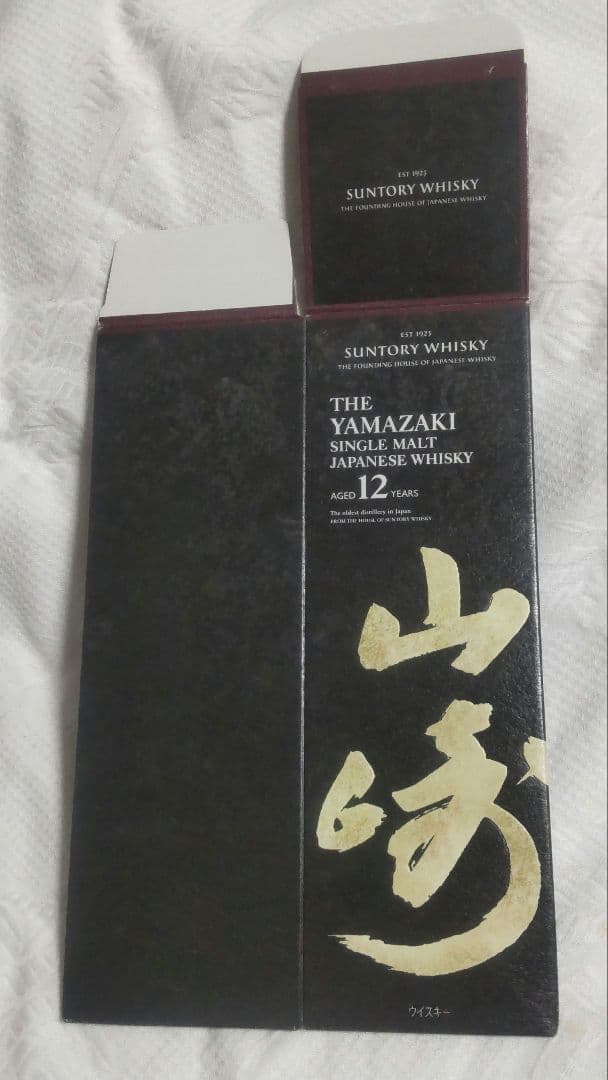 EST 1923
SUNTORY WHISKY
THE FOUNDING HOUSE OF JAPANESE WHISKY
EST 1923
SUNTORY WHISKY
THE FOUNDING HOUSE OF JAPANESE WHISKY
THE
YAMAZAKI
SINGLE MALT
JAPANESE WHISKY
AGED 12 YEARS
The oldest distillery in Japan
FROM THE HOUSE OF SUNTORY WHISKY
山崎
ウイスキー